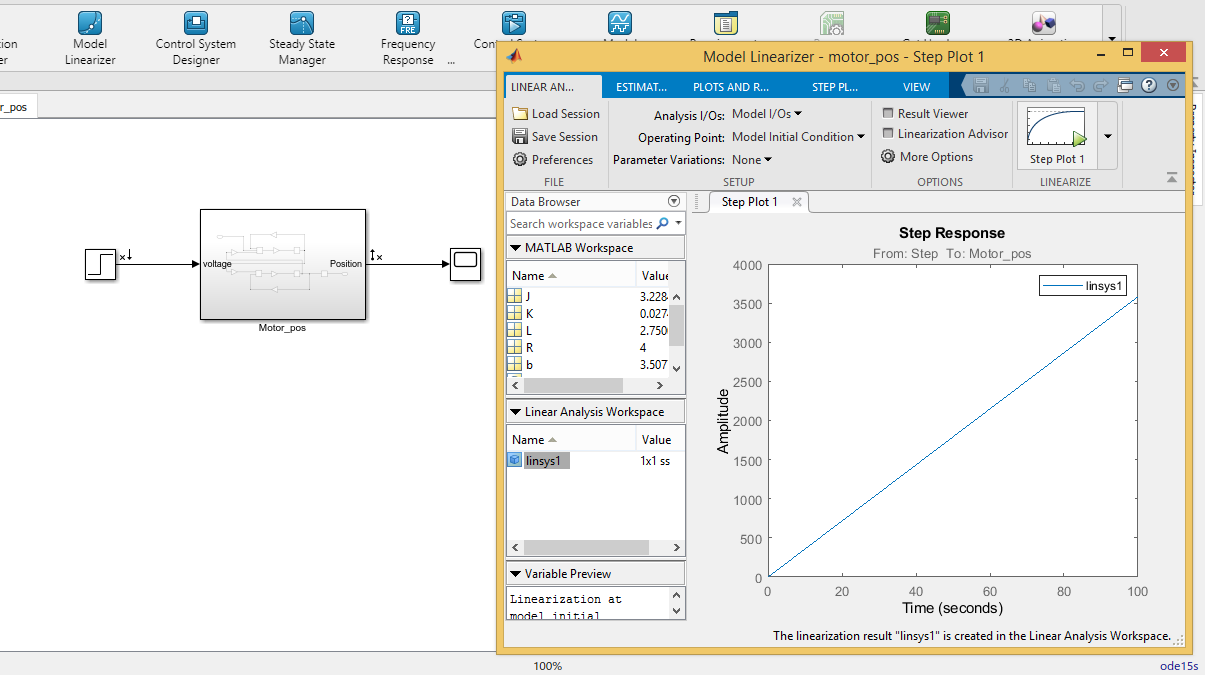 Model Linearizer
Control System Designer
Steady State Manager
Frequency Response
...
FRE
Model Linearizer - motor_pos - Step Plot 1
LINEAR AN...
ESTIMAT...
PLOTS AND R...
STEP PL...
VIEW
Load Session
Save Session
Preferences
FILE
Analysis I/Os: Model I/Os
Operating Point: Model Initial Condition
Parameter Variations: None
SETUP
Result Viewer
Linearization Advisor
More Options
OPTIONS
Step Plot 1
LINEARIZE
r_pos
voltage
Position
Motor_pos
Data Browser
Search workspace variables
MATLAB Workspace
Name Value
J 3.228
K 0.027
L 2.750
R 4
b 3.507
Linear Analysis Workspace
Name Value
linsys1 1x1 ss
Variable Preview
Linearization at
model initial
Step Plot 1
Step Response
From: Step To: Motor_pos
linsys1
Amplitude
4000
3500
3000
2500
2000
1500
1000
500
0
0 20 40 60 80 100
Time (seconds)
The linearization result "linsys1" is created in the Linear Analysis Workspace.
100%
ode15s